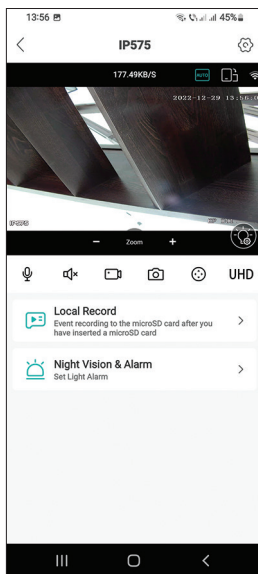 13:56 45%
IP575
177.49KB/S AUTO
2022-12-29 13:56:
IP575
− Zoom +
UHD
Local Record
Event recording to the microSD card after you
have inserted a microSD card
Night Vision & Alarm
Set Light Alarm